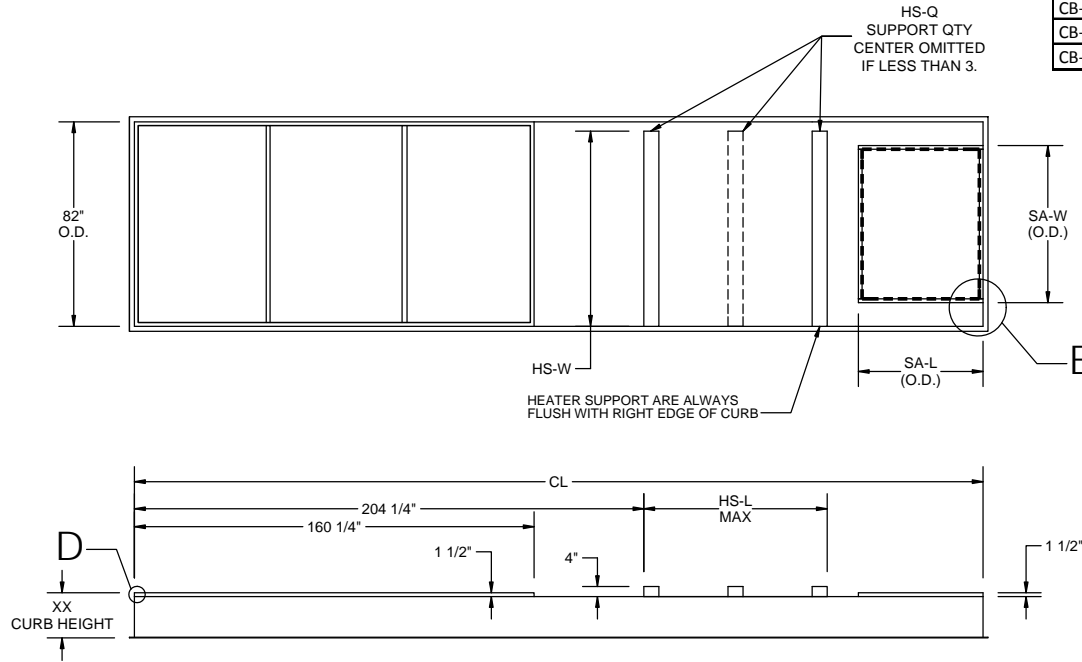 HS-Q
SUPPORT QTY
CENTER OMITTED
IF LESS THAN 3.
CB-
CB-
CB-
82"
O.D.
SA-W
(O.D.)
HS-W
SA-L
(O.D.)
HEATER SUPPORT ARE ALWAYS
FLUSH WITH RIGHT EDGE OF CURB
CL
204 1/4"
HS-L
MAX
160 1/4"
D
1 1/2"
4"
1 1/2"
XX
CURB HEIGHT